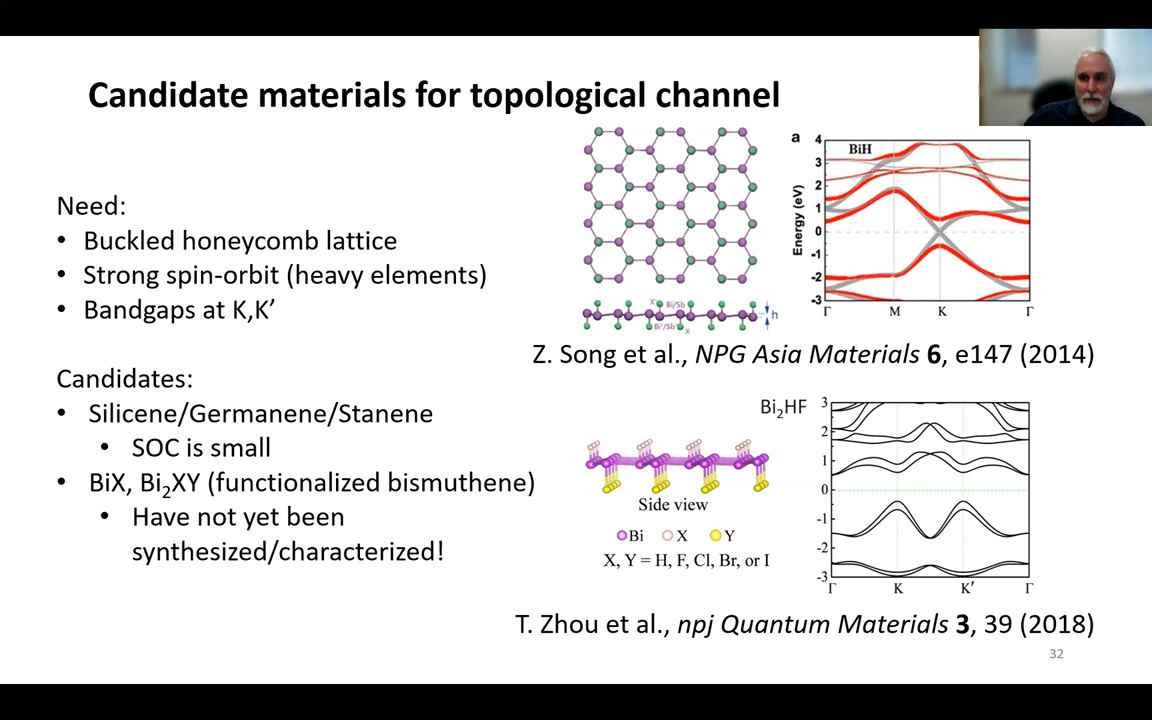 Candidate materials for topological channel
Need:
• Buckled honeycomb lattice
• Strong spin-orbit (heavy elements)
• Bandgaps at K,K′
Candidates:
• Silicene/Germanene/Stanene
• SOC is small
• BiX, Bi₂XY (functionalized bismuthene)
• Have not yet been
synthesized/characterized!
X
Bi/Sb
Bi/Sb
X
h
a
BiH
Energy (eV)
4
3
2
1
0
-1
-2
-3
Γ M K Γ
Z. Song et al., NPG Asia Materials 6, e147 (2014)
Side view
Bi X Y
X, Y = H, F, Cl, Br, or I
Bi₂HF
3
2
1
0
-1
-2
-3
Γ K K′ Γ
T. Zhou et al., npj Quantum Materials 3, 39 (2018)
32